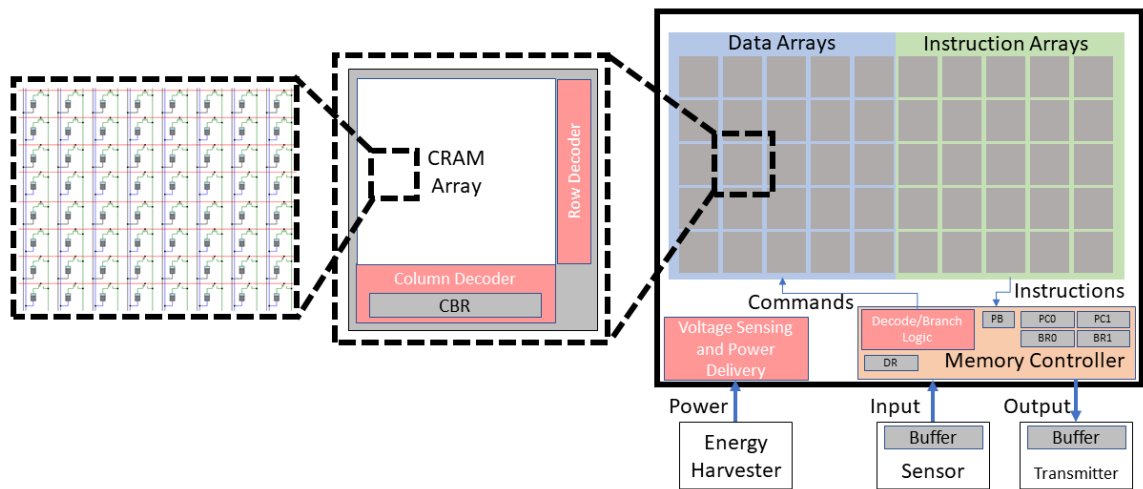 CRAM
Array
Row Decoder
Column Decoder
CBR
Data Arrays
Instruction Arrays
Commands
Instructions
Voltage Sensing
and Power
Delivery
Decode/Branch
Logic
PB
PC0
PC1
BR0
BR1
DR
Memory Controller
Power
Input
Output
Energy
Harvester
Buffer
Sensor
Buffer
Transmitter